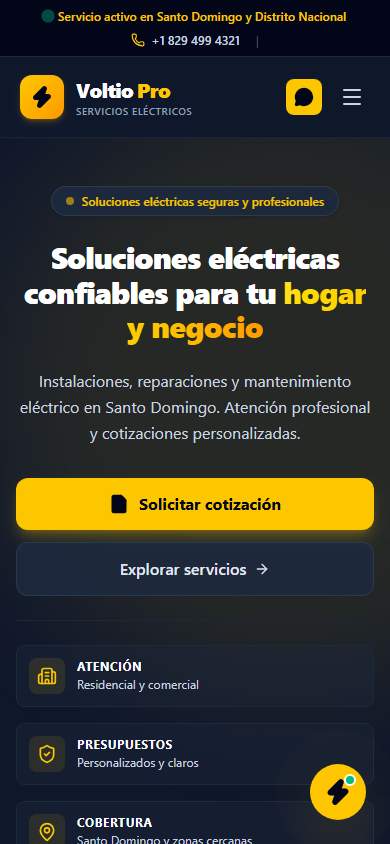 Servicio activo en Santo Domingo y Distrito Nacional
+1 829 499 4321 |
Voltio Pro
SERVICIOS ELÉCTRICOS
Soluciones eléctricas seguras y profesionales
Soluciones eléctricas
confiables para tu hogar
y negocio
Instalaciones, reparaciones y mantenimiento
eléctrico en Santo Domingo. Atención profesional
y cotizaciones personalizadas.
Solicitar cotización
Explorar servicios →
ATENCIÓN
Residencial y comercial
PRESUPUESTOS
Personalizados y claros
COBERTURA
Santo Domingo y zonas cercanas